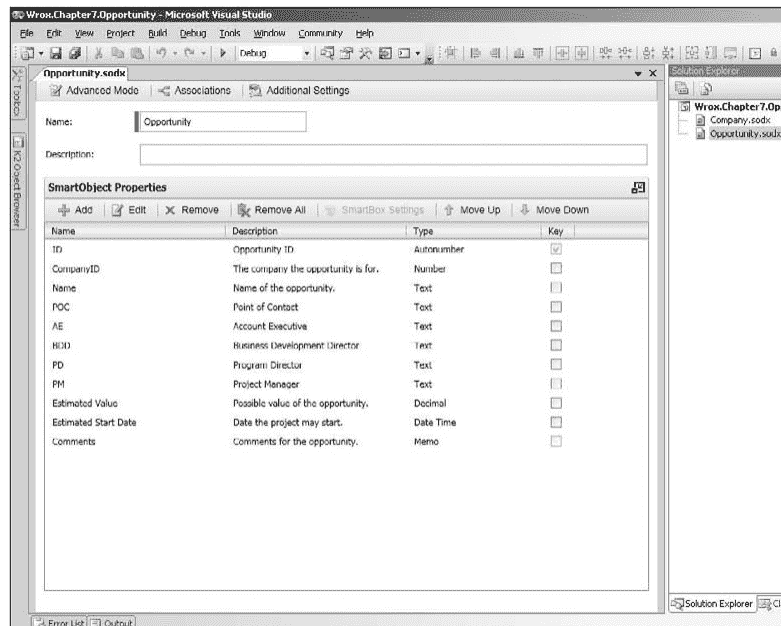 Wrox.Chapter7.Opportunity - Microsoft Visual Studio
File Edit View Project Build Debug Tools Window Community Help
Debug
Toolbox
K2 Object Browser
Opportunity.sodx
Advanced Mode Associations Additional Settings
Name: Opportunity
Description:
SmartObject Properties
Add Edit Remove Remove All SmartBox Settings Move Up Move Down
Name Description Type Key
ID Opportunity ID Autonumber
CompanyID The company the opportunity is for. Number
Name Name of the opportunity. Text
POC Point of Contact Text
AE Account Executive Text
BDD Business Development Director Text
PD Program Director Text
PM Project Manager Text
Estimated Value Possible value of the opportunity. Decimal
Estimated Start Date Date the project may start. Date Time
Comments Comments for the opportunity. Memo
Solution Explorer
Wrox.Chapter7.Op
Company.sodx
Opportunity.sodx
Solution Explorer Cl
Error List Output